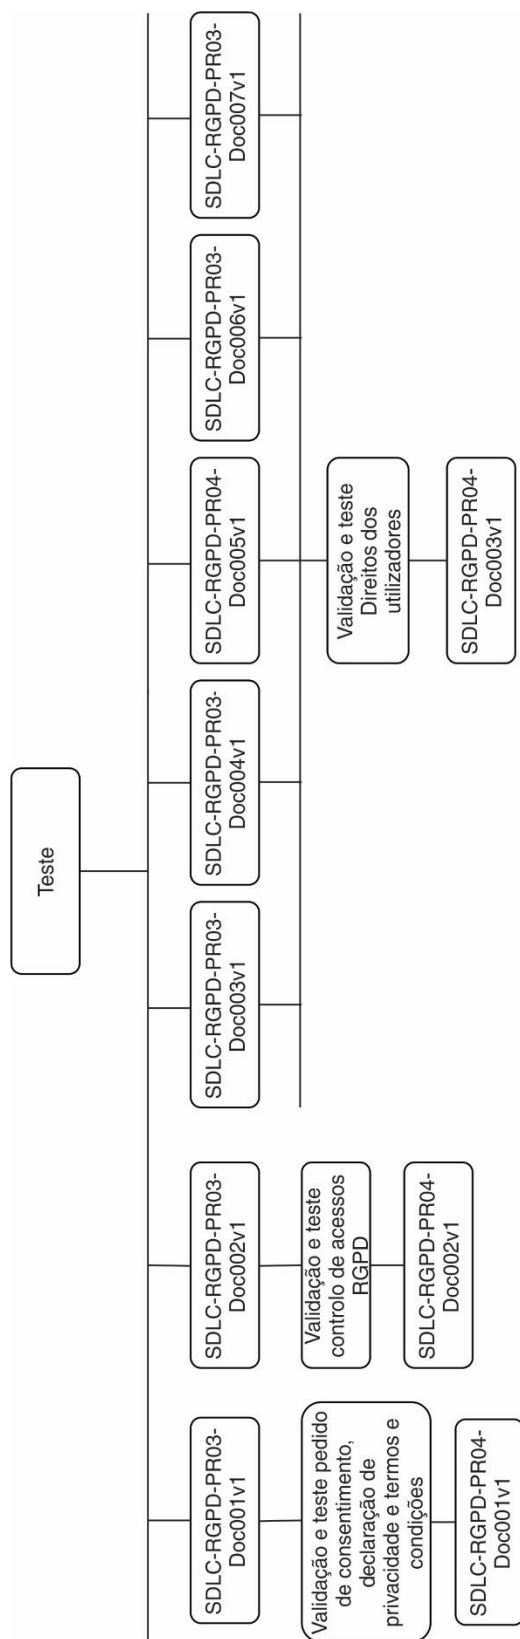 Teste
SDLC-RGPD-PR03-
Doc001v1
SDLC-RGPD-PR03-
Doc002v1
SDLC-RGPD-PR03-
Doc003v1
SDLC-RGPD-PR03-
Doc004v1
SDLC-RGPD-PR04-
Doc005v1
SDLC-RGPD-PR03-
Doc006v1
SDLC-RGPD-PR03-
Doc007v1
Validação e teste pedido
de consentimento,
declaração de
privacidade e termos e
condições
Validação e teste
controlo de acessos
RGPD
Validação e teste
Direitos dos
utilizadores
SDLC-RGPD-PR04-
Doc001v1
SDLC-RGPD-PR04-
Doc002v1
SDLC-RGPD-PR04-
Doc003v1